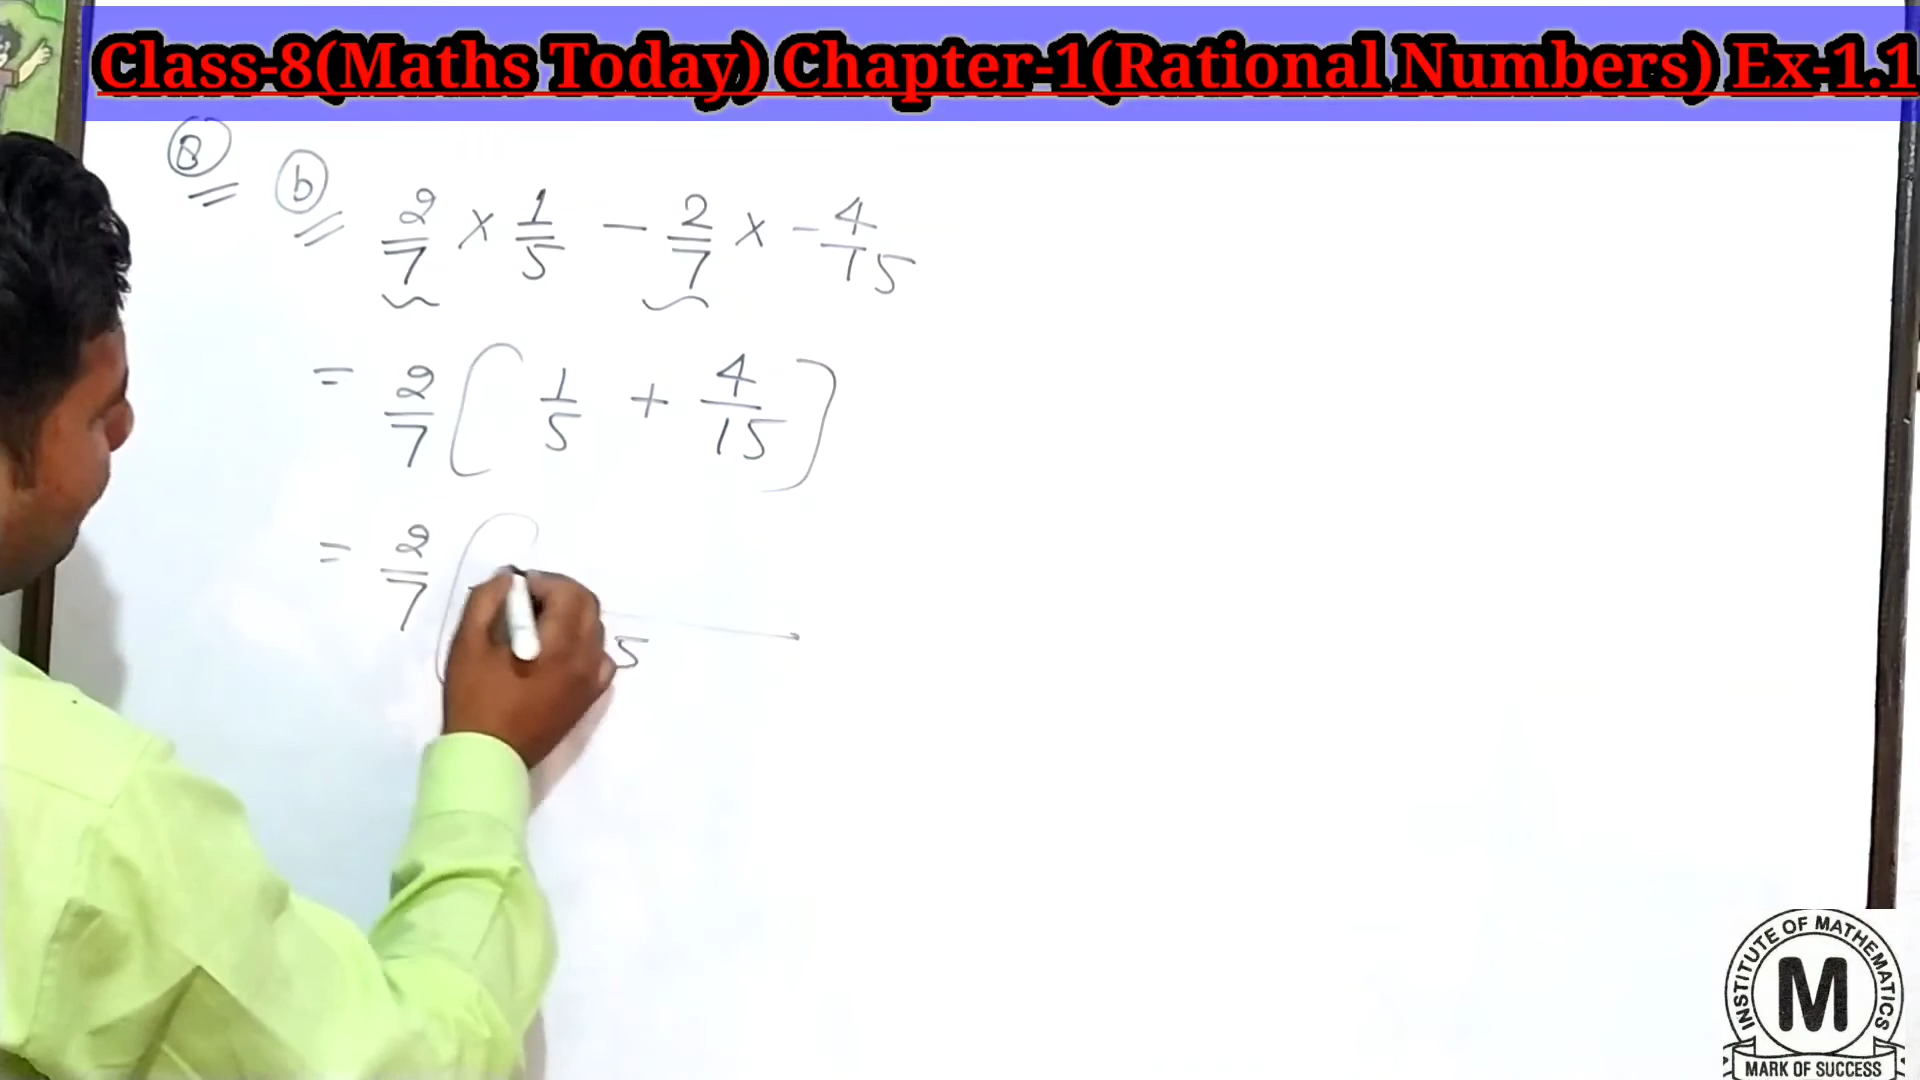 Class-8(Maths Today) Chapter-1(Rational Numbers) Ex-1.1
8 b 2/7 × 1/5 - 2/7 × -4/15
= 2/7 ( 1/5 + 4/15 )
= 2/7 ( 5
INSTITUTE OF MATHEMATICS
M
MARK OF SUCCESS